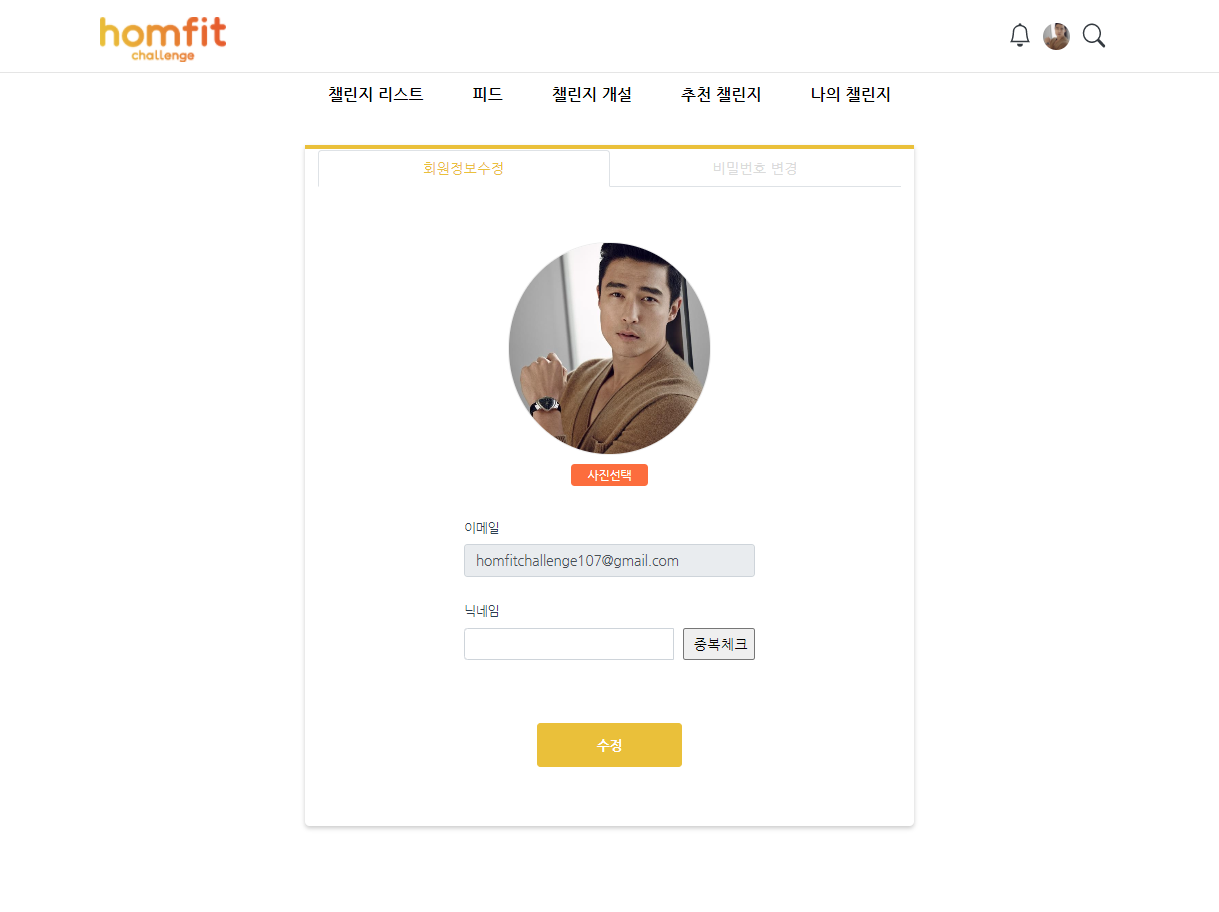 homfit
challenge
챌린지 리스트 피드 챌린지 개설 추천 챌린지 나의 챌린지
회원정보수정 비밀번호 변경
사진선택
이메일
homfitchallenge107@gmail.com
닉네임
중복체크
수정